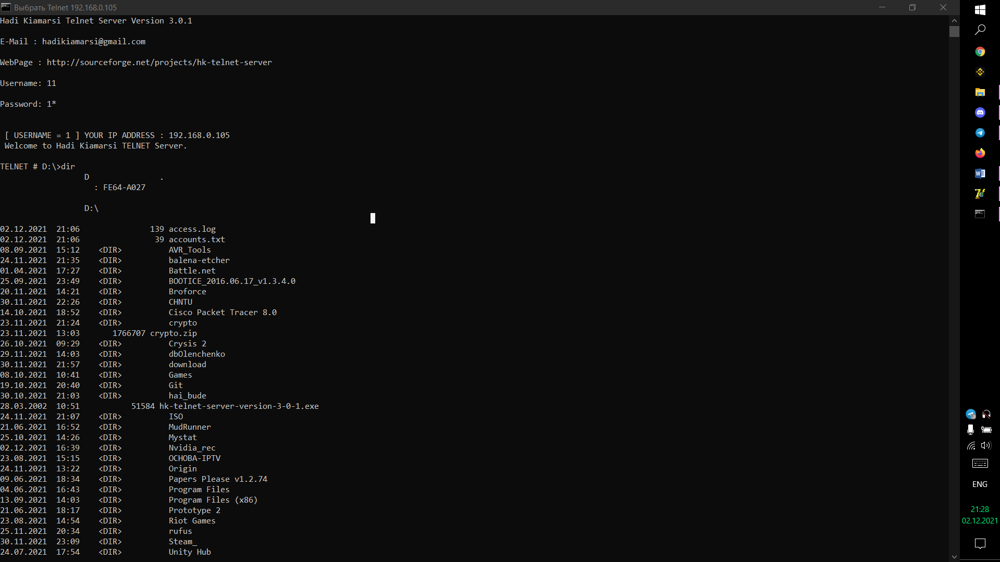 Выбрать Telnet 192.168.0.105
Hadi Kiamarsi Telnet Server Version 3.0.1
E-Mail : hadikiamarsi@gmail.com
WebPage : http://sourceforge.net/projects/hk-telnet-server
Username: 11
Password: 1*
[ USERNAME = 1 ] YOUR IP ADDRESS : 192.168.0.105
Welcome to Hadi Kiamarsi TELNET Server.
TELNET # D:\>dir
D .
: FE64-A027
D:\
02.12.2021 21:06 139 access.log
02.12.2021 21:06 39 accounts.txt
08.09.2021 15:12 <DIR> AVR_Tools
24.11.2021 21:35 <DIR> balena-etcher
01.04.2021 17:27 <DIR> Battle.net
25.09.2021 23:49 <DIR> BOOTICE_2016.06.17_v1.3.4.0
20.11.2021 14:21 <DIR> Broforce
30.11.2021 22:26 <DIR> CHNTU
14.10.2021 18:52 <DIR> Cisco Packet Tracer 8.0
23.11.2021 21:24 <DIR> crypto
23.11.2021 13:03 1766707 crypto.zip
26.10.2021 09:29 <DIR> Crysis 2
29.11.2021 14:03 <DIR> dbOlenchenko
30.11.2021 21:57 <DIR> download
08.10.2021 10:41 <DIR> Games
19.10.2021 20:40 <DIR> Git
30.10.2021 21:03 <DIR> hai_bude
28.03.2002 10:51 51584 hk-telnet-server-version-3-0-1.exe
24.11.2021 21:07 <DIR> ISO
21.06.2021 16:52 <DIR> MudRunner
25.10.2021 14:26 <DIR> Mystat
02.12.2021 16:39 <DIR> Nvidia_rec
23.08.2021 15:15 <DIR> OCHOBA-IPTV
24.11.2021 13:22 <DIR> Origin
09.06.2021 18:34 <DIR> Papers Please v1.2.74
04.06.2021 16:43 <DIR> Program Files
13.09.2021 14:03 <DIR> Program Files (x86)
21.06.2021 18:17 <DIR> Prototype 2
23.08.2021 14:54 <DIR> Riot Games
25.11.2021 20:34 <DIR> rufus
30.11.2021 23:09 <DIR> Steam_
24.07.2021 17:54 <DIR> Unity Hub
ENG
21:28
02.12.2021